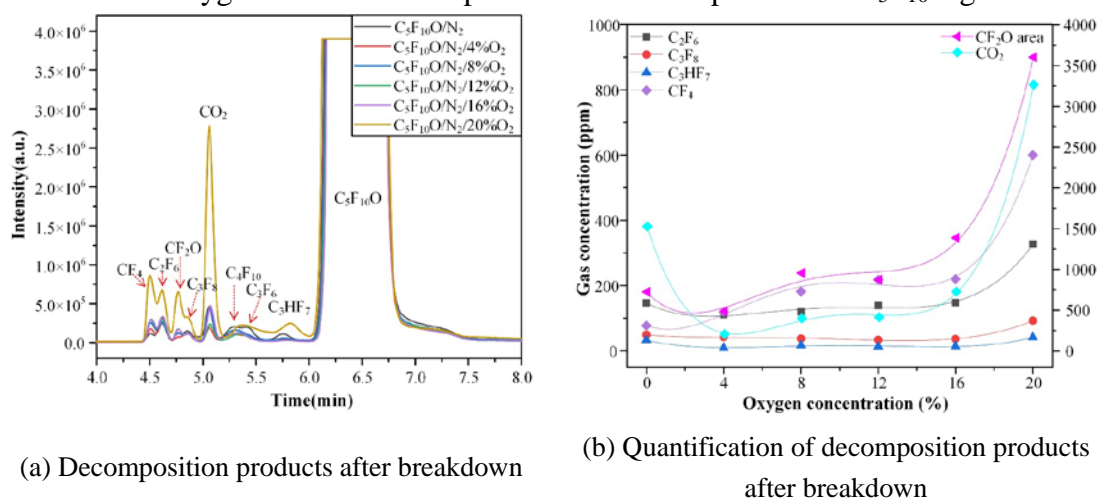 C₅F₁₀O/N₂
C₅F₁₀O/N₂/4%O₂
C₅F₁₀O/N₂/8%O₂
C₅F₁₀O/N₂/12%O₂
C₅F₁₀O/N₂/16%O₂
C₅F₁₀O/N₂/20%O₂
4.0×10⁶
3.5×10⁶
3.0×10⁶
2.5×10⁶
2.0×10⁶
1.5×10⁶
1.0×10⁶
5.0×10⁵
0.0
Intensity(a.u.)
CO₂
C₅F₁₀O
CF₂O
C₂F₆
CF₄
C₃F₈
C₄F₁₀
C₃F₆
C₃HF₇
4.0 4.5 5.0 5.5 6.0 6.5 7.0 7.5 8.0
Time(min)
(a) Decomposition products after breakdown
1000
800
600
400
200
0
Gas concentration (ppm)
C₂F₆
C₃F₈
C₃HF₇
CF₄
CF₂O area
CO₂
4000
3500
3000
2500
2000
1500
1000
500
0
0 4 8 12 16 20
Oxygen concentration (%)
(b) Quantification of decomposition products
after breakdown